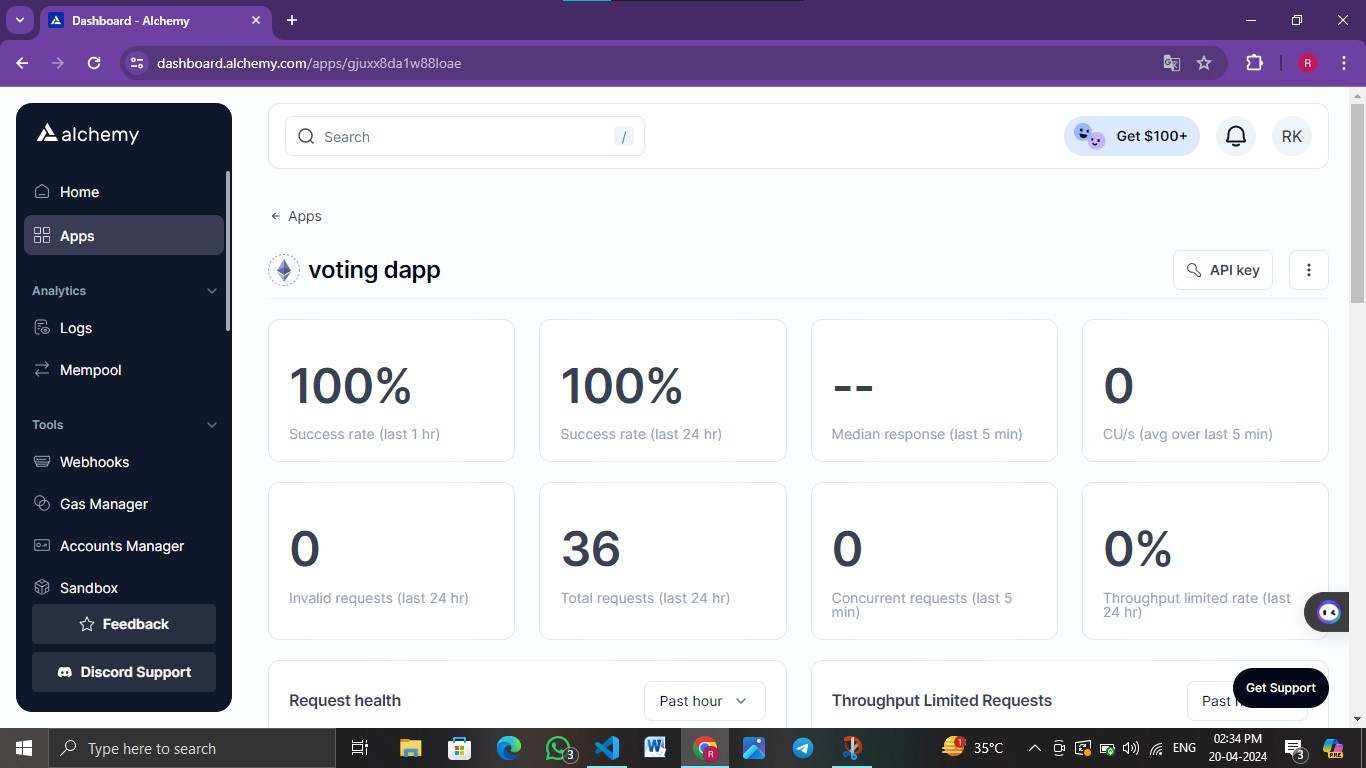 Dashboard - Alchemy
dashboard.alchemy.com/apps/gjuxx8da1w88loae
R
alchemy
Home
Apps
Analytics
Logs
Mempool
Tools
Webhooks
Gas Manager
Accounts Manager
Sandbox
Feedback
Discord Support
Search
/
Get $100+
RK
← Apps
voting dapp
API key
100%
Success rate (last 1 hr)
100%
Success rate (last 24 hr)
--
Median response (last 5 min)
0
CU/s (avg over last 5 min)
0
Invalid requests (last 24 hr)
36
Total requests (last 24 hr)
0
Concurrent requests (last 5
min)
0%
Throughput limited rate (last
24 hr)
Request health
Past hour
Throughput Limited Requests
Past
Get Support
Type here to search
3
W
R
1
35°C
ENG
02:34 PM
20-04-2024
3
PRE